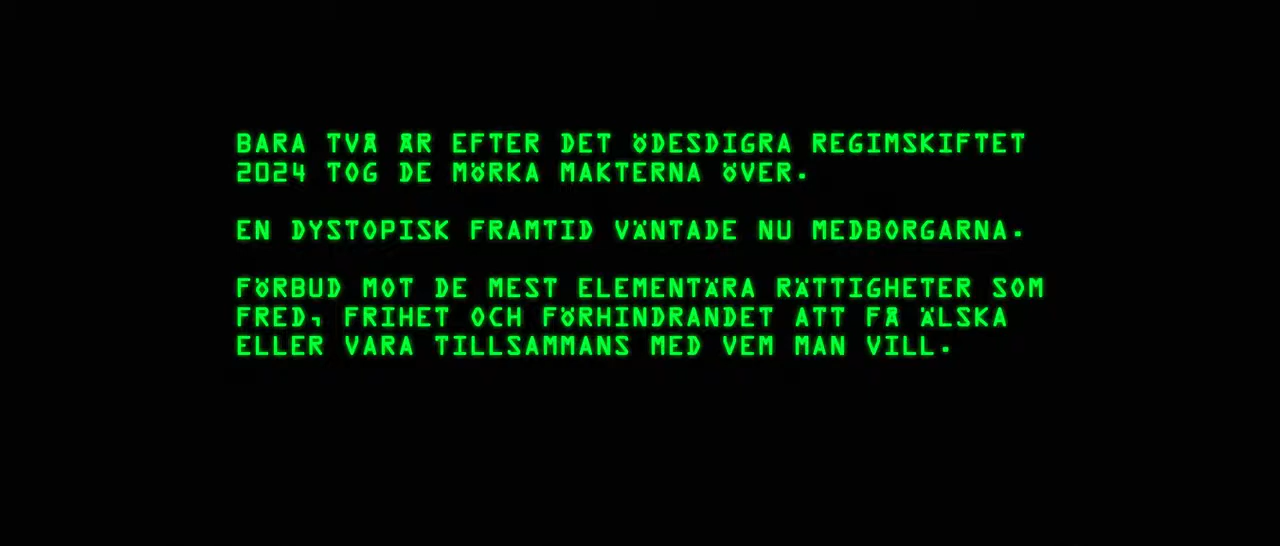 BARA TVÅ ÅR EFTER DET ÖDESDIGRA REGIMSKIFTET
2024 TOG DE MÖRKA MAKTERNA ÖVER.
EN DYSTOPISK FRAMTID VÄNTADE NU MEDBORGARNA.
FÖRBUD MOT DE MEST ELEMENTÄRA RÄTTIGHETER SOM
FRED, FRIHET OCH FÖRHINDRANDET ATT FÅ ÄLSKA
ELLER VARA TILLSAMMANS MED VEM MAN VILL.